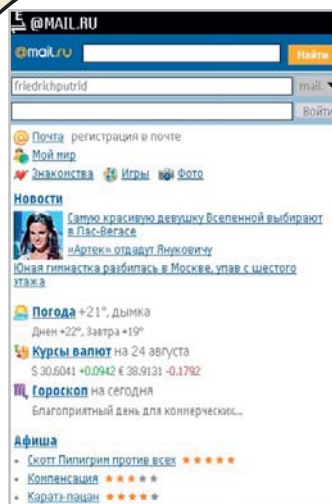 @MAIL.RU
@mail.ru Найти
friedrichputrid mail.
Войти
Почта регистрация в почте
Мой мир
Знакомства Игры Фото
Новости
Самую красивую девушку Вселенной выбирают
в Лас-Вегасе
«Артек» отдадут Януковичу
Юная гимнастка разбилась в Москве, упав с шестого
этажа
Погода +21°, дымка
Днем +22°, Завтра +19°
Курсы валют на 24 августа
$ 30.6041 +0.0942 € 38.9131 -0.1792
Гороскоп на сегодня
Благоприятный день для коммерческих...
Афиша
• Скотт Пилигрим против всех
• Компенсация
• Каратэ-пацан